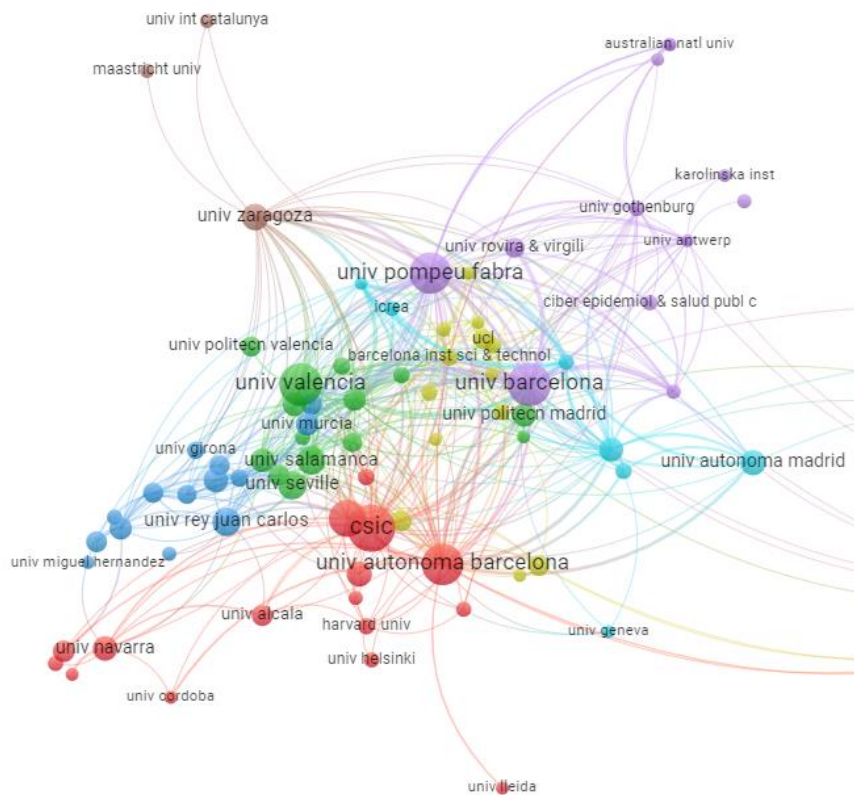 univ int catalunya
australian natl univ
maastricht univ
karolinska inst
univ gothenburg
univ zaragoza
univ antwerp
univ rovira & virgili
univ pompeu fabra
ciber epidemiol & salud publ c
icrea
ucl
univ politecn valencia
barcelona inst sci & technol
univ valencia
univ barcelona
univ politecn madrid
univ murcia
univ girona
univ salamanca
univ autonoma madrid
univ seville
univ rey juan carlos
csic
univ miguel hernandez
univ autonoma barcelona
univ alcala
harvard univ
univ geneva
univ navarra
univ helsinki
univ cordoba
univ lleida